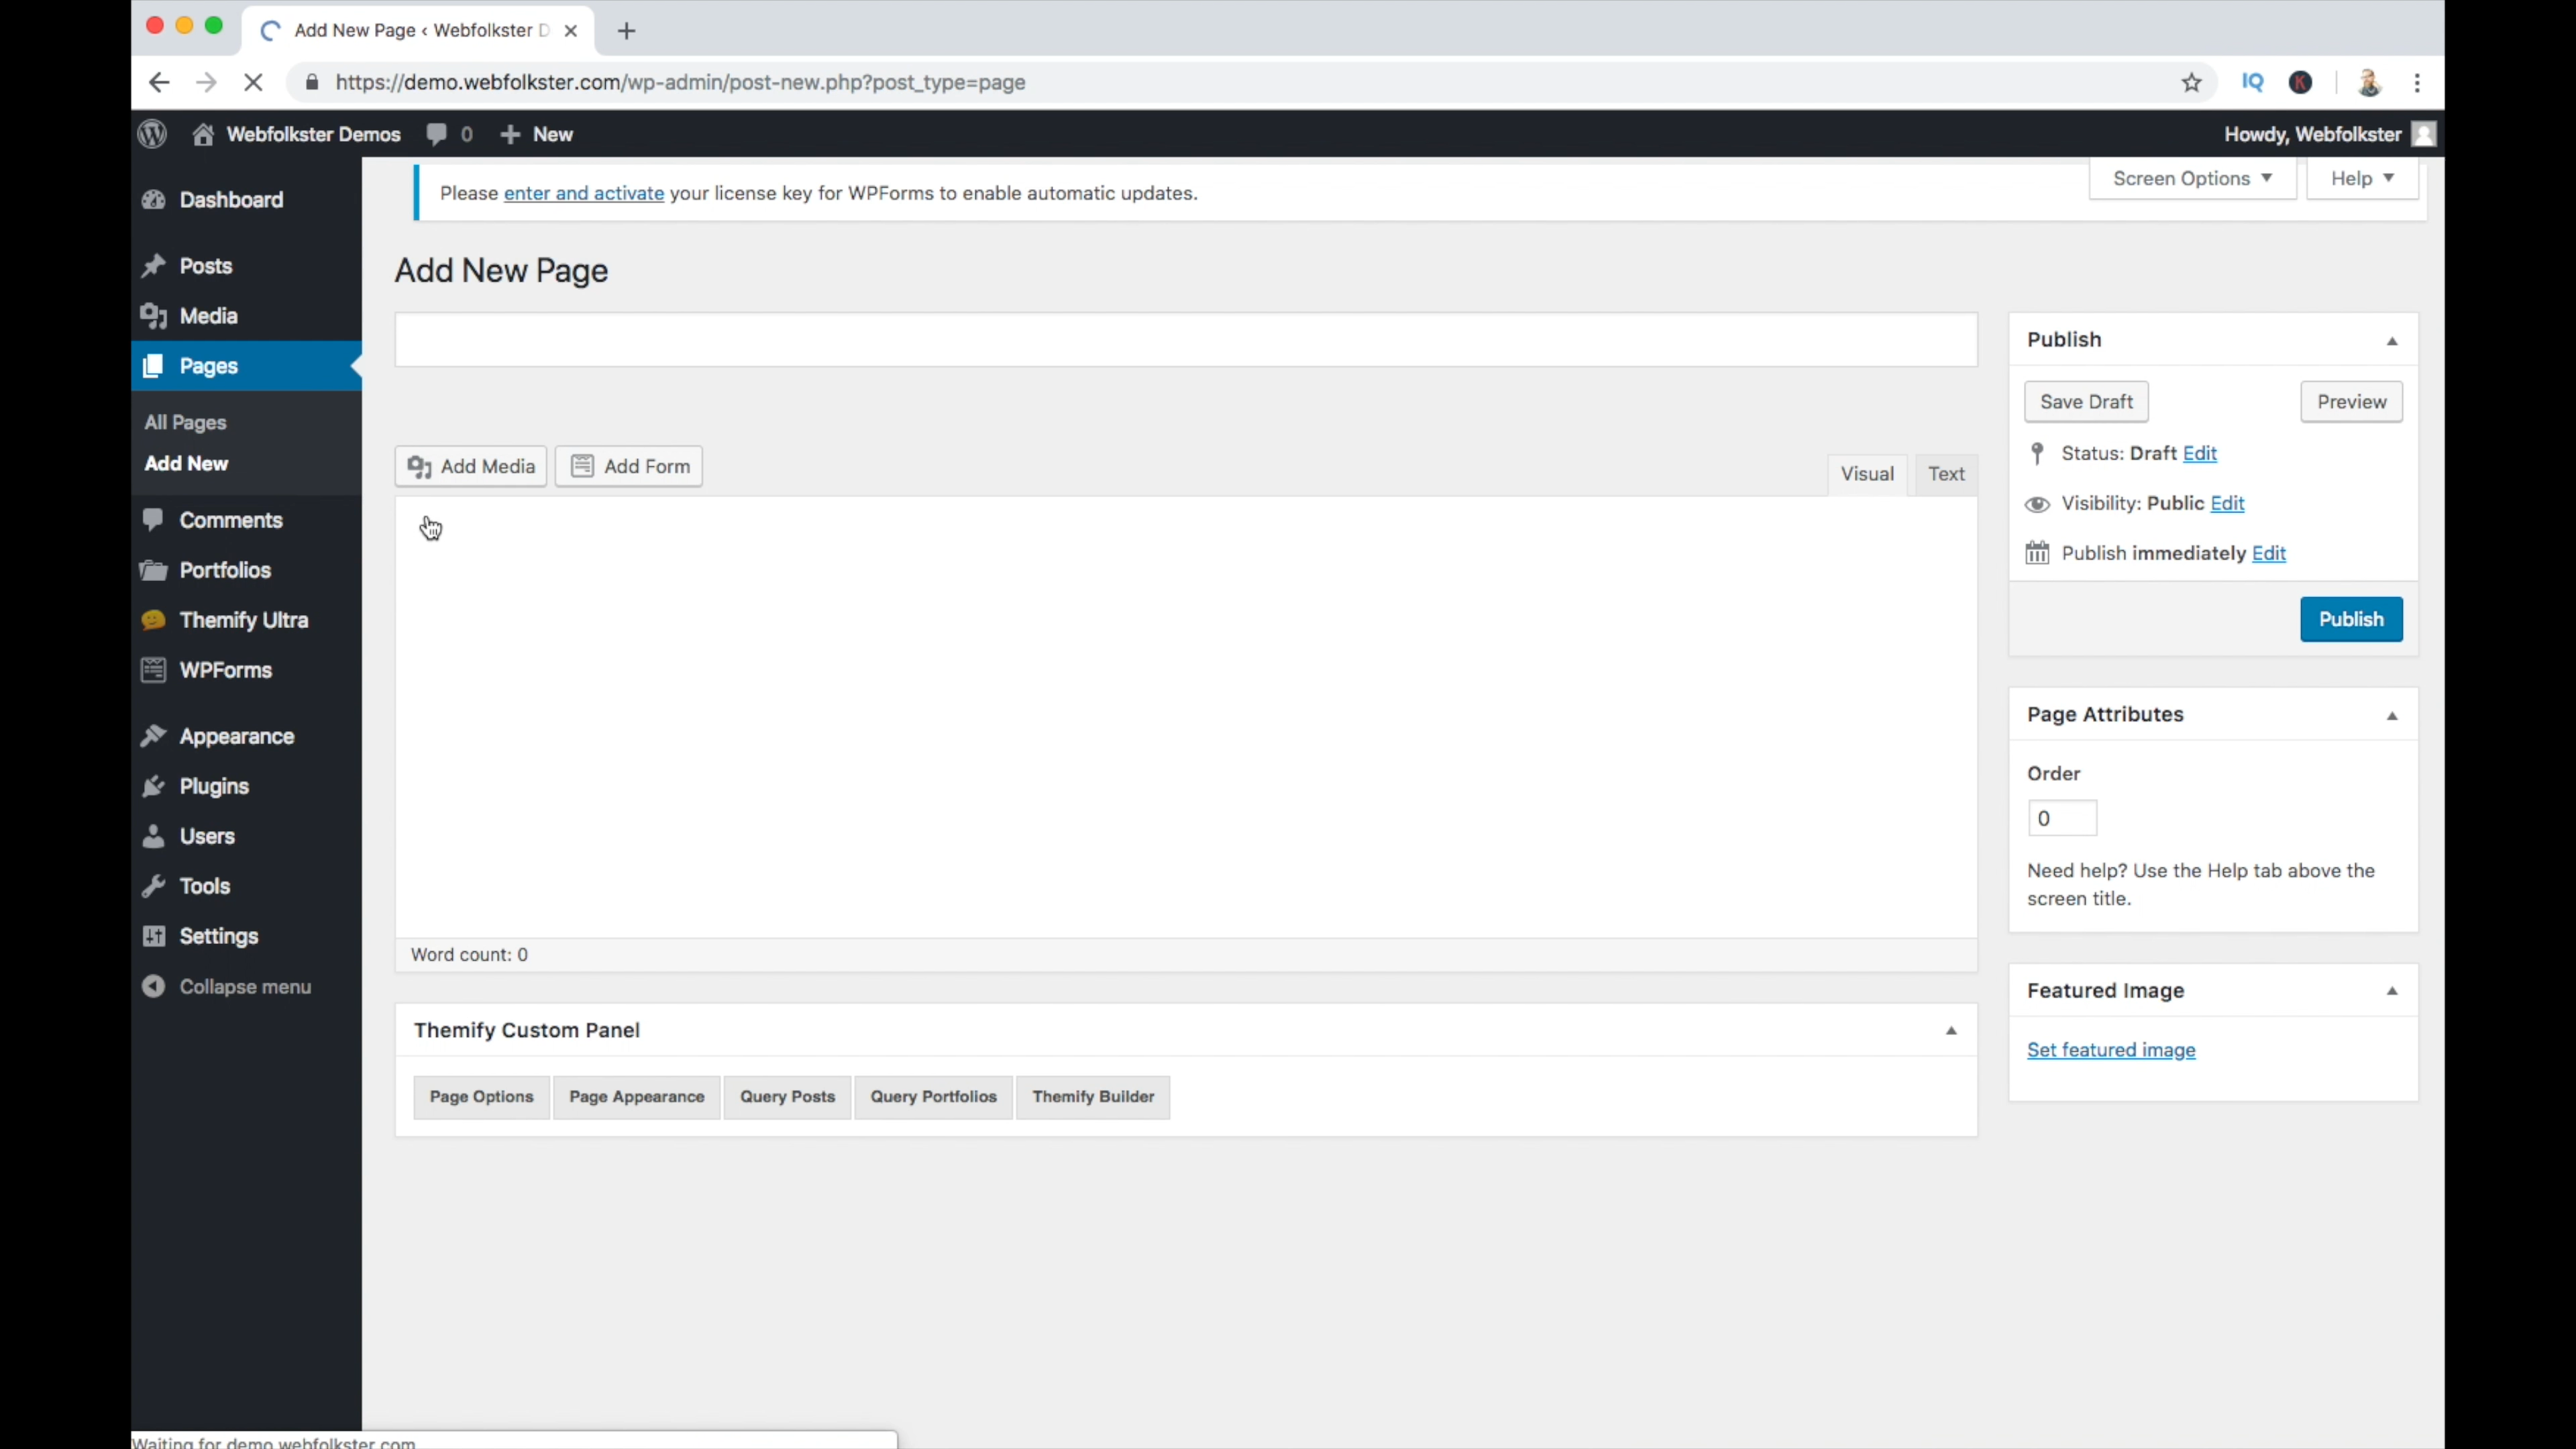 Add New Page ‹ Webfolkster D
https://demo.webfolkster.com/wp-admin/post-new.php?post_type=page
IQ
K
Webfolkster Demos 0 New
Howdy, Webfolkster
Dashboard
Posts
Media
Pages
All Pages
Add New
Comments
Portfolios
Themify Ultra
WPForms
Appearance
Plugins
Users
Tools
Settings
Collapse menu
Please enter and activate your license key for WPForms to enable automatic updates.
Screen Options
Help
Add New Page
Add Media
Add Form
Visual
Text
Word count: 0
Themify Custom Panel
Page Options
Page Appearance
Query Posts
Query Portfolios
Themify Builder
Publish
Save Draft
Preview
Status: Draft Edit
Visibility: Public Edit
Publish immediately Edit
Publish
Page Attributes
Order
0
Need help? Use the Help tab above the
screen title.
Featured Image
Set featured image
Waiting for demo.webfolkster.com